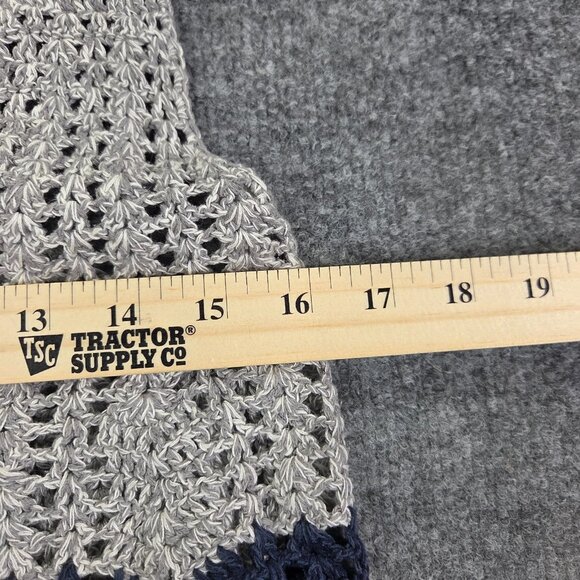 13 14 15 16 17 18 19
TSC TRACTOR®
SUPPLY CO